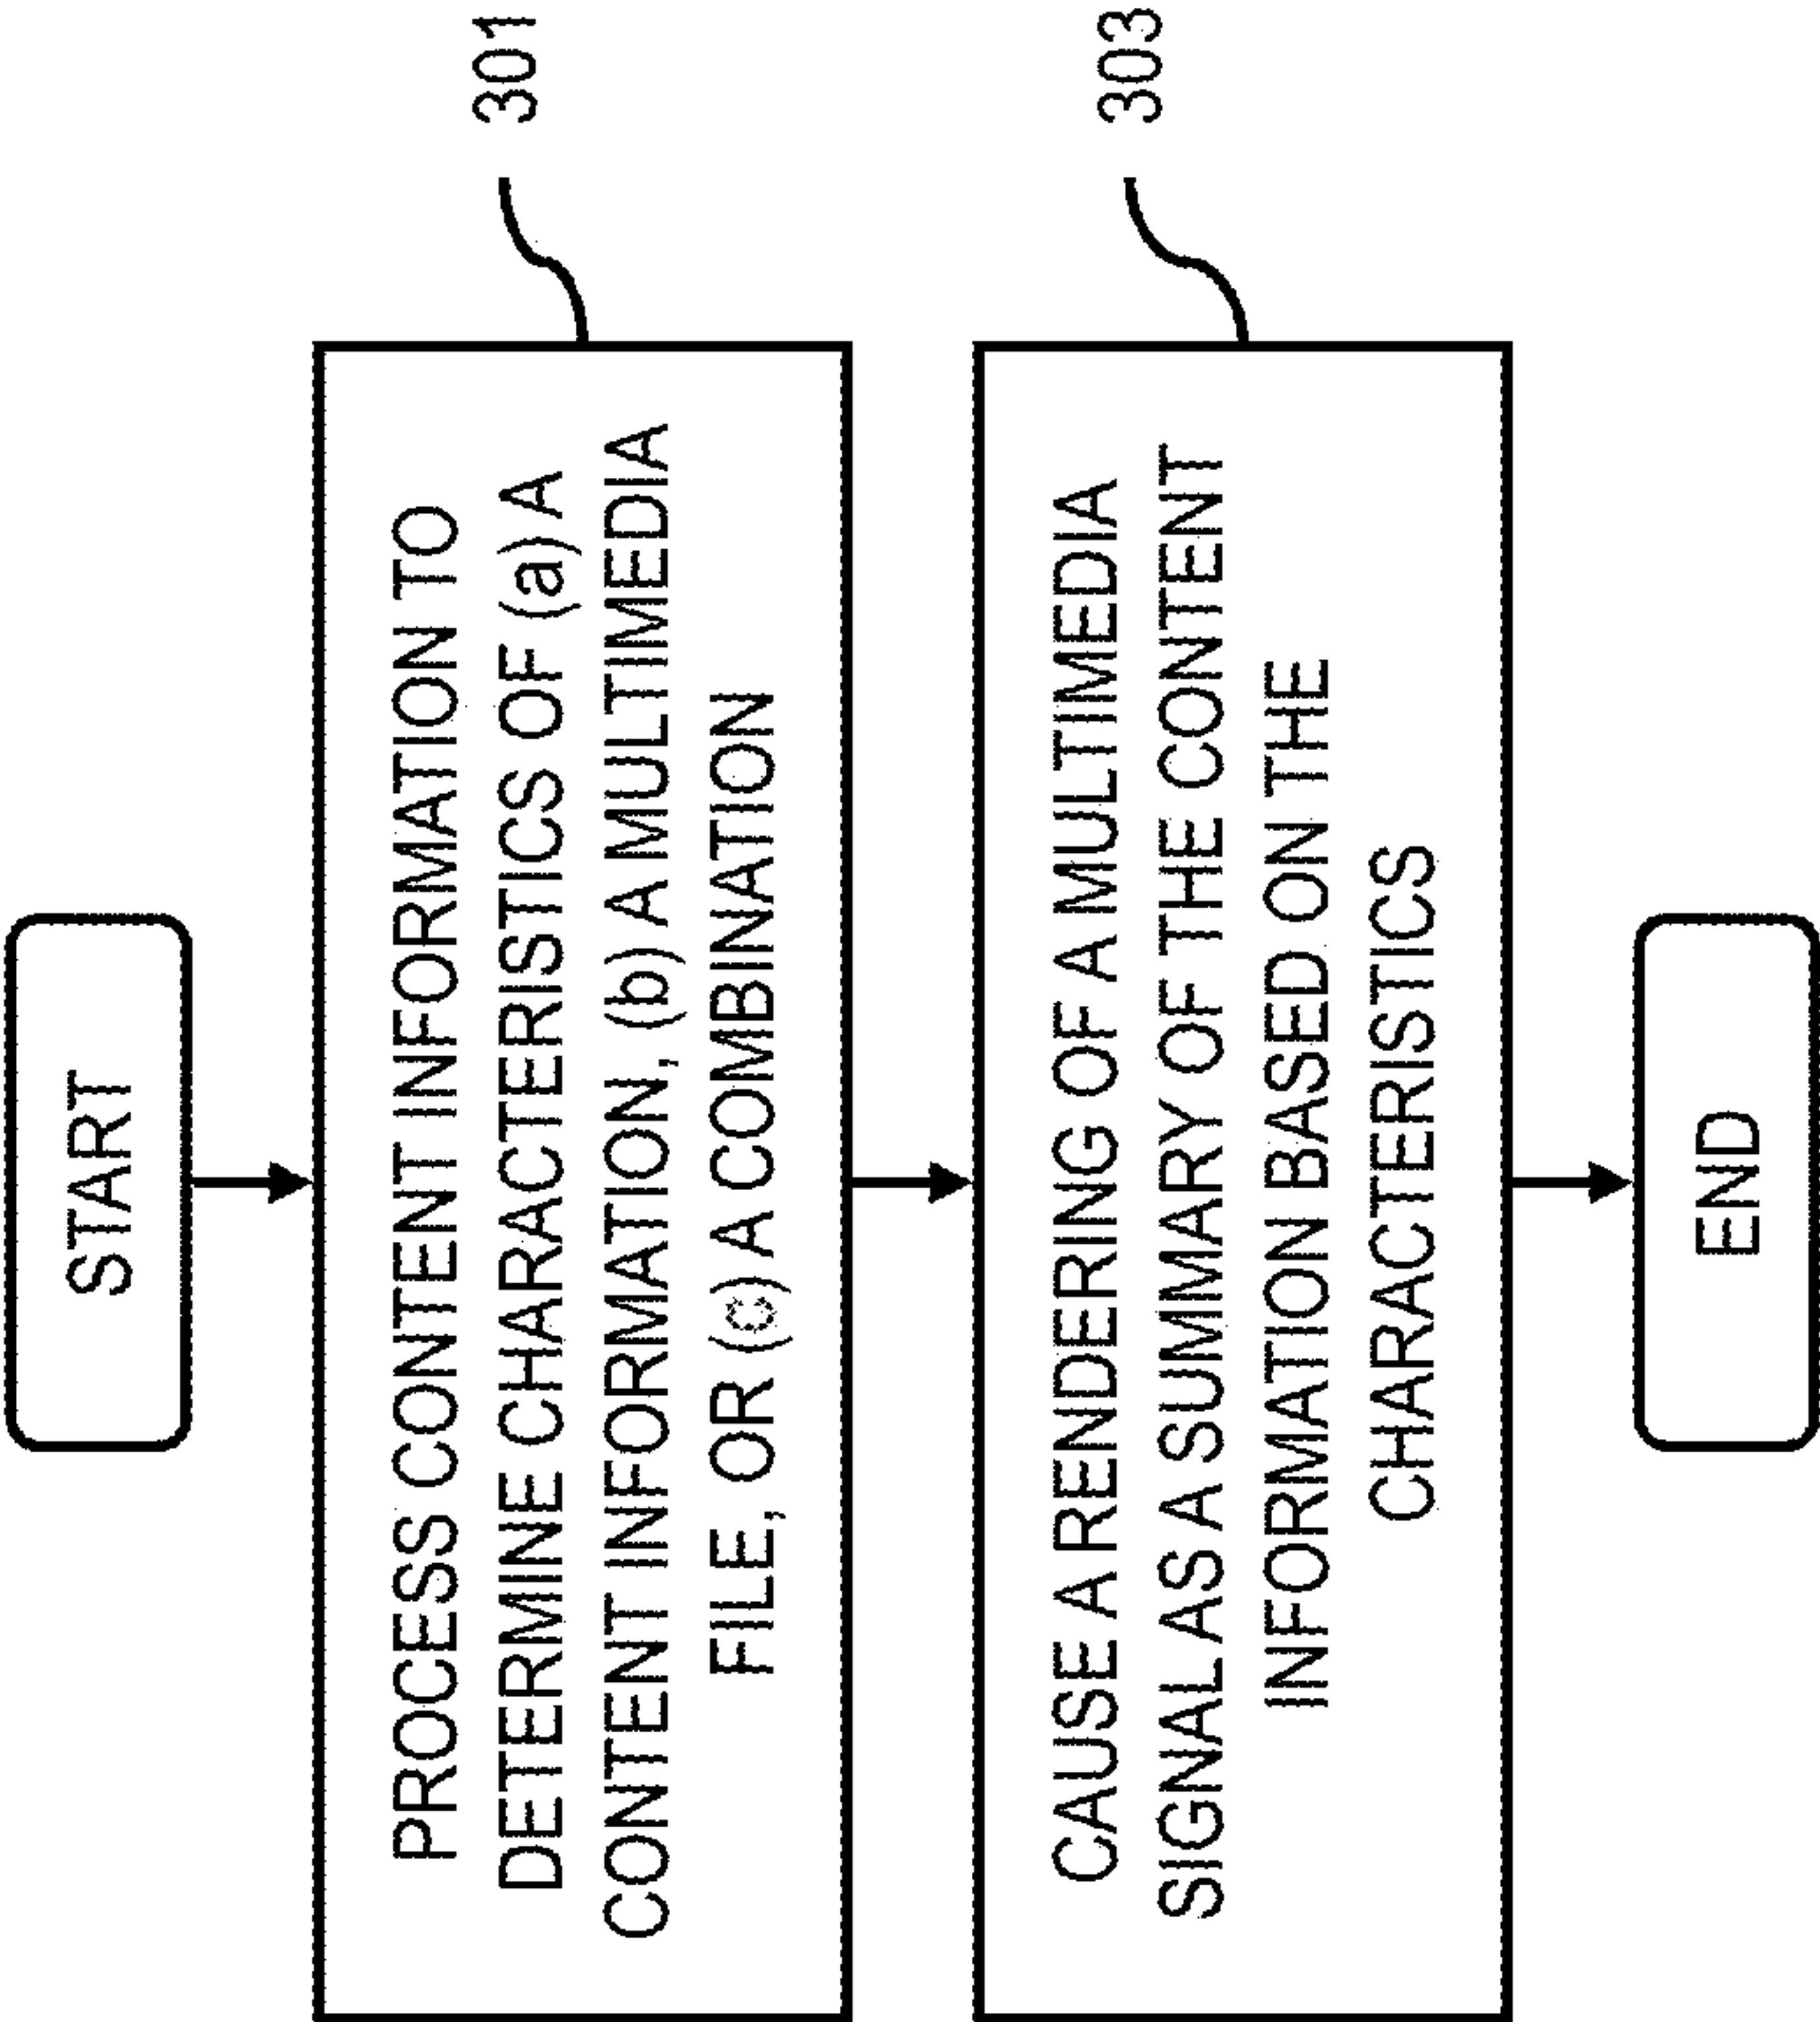 START
PROCESS CONTENT INFORMATION TO
DETERMINE CHARACTERISTICS OF (a) A
CONTENT INFORMATION, (b) A MULTIMEDIA
FILE, OR (c) A COMBINATION
301
CAUSE A RENDERING OF A MULTIMEDIA
SIGNAL AS A SUMMARY OF THE CONTENT
INFORMATION BASED ON THE
CHARACTERISTICS
303
END